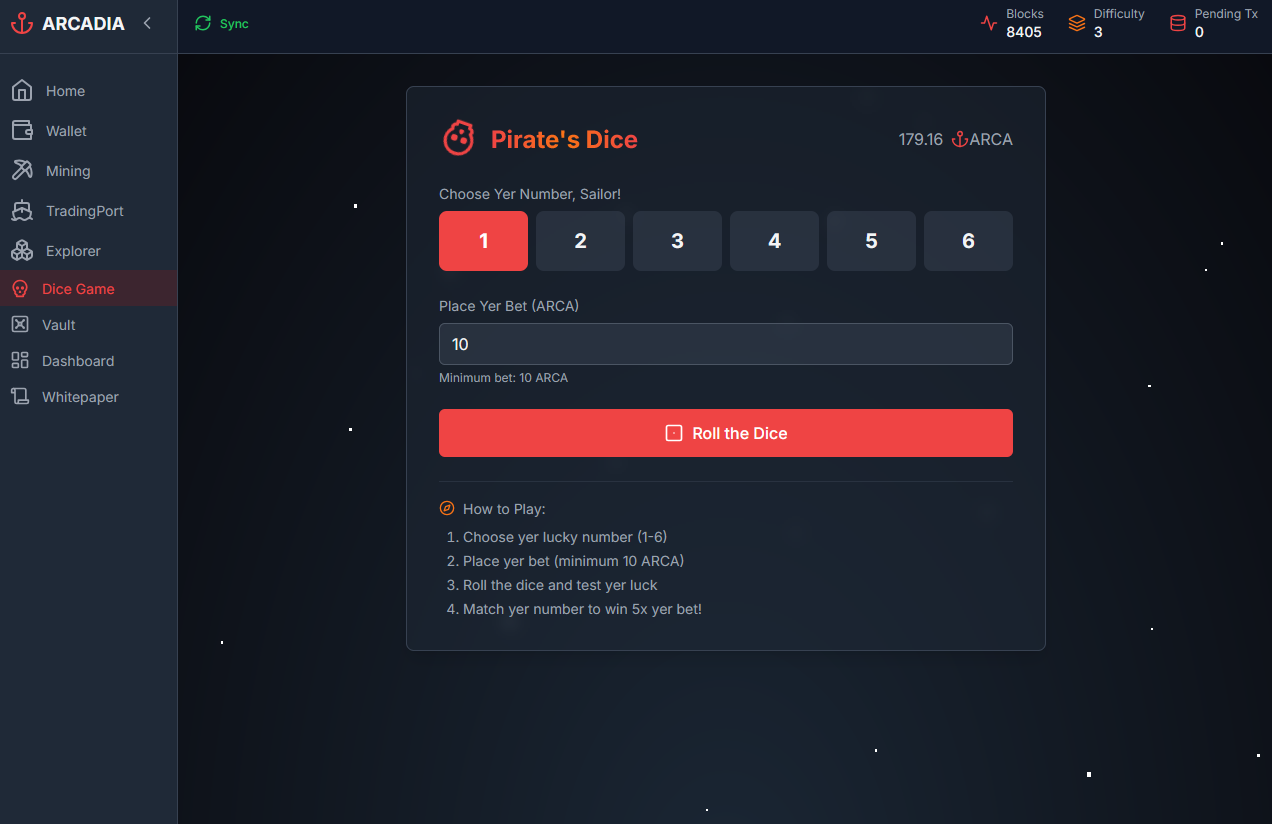 ARCADIA
Sync
Blocks
8405
Difficulty
3
Pending Tx
0
Home
Wallet
Mining
TradingPort
Explorer
Dice Game
Vault
Dashboard
Whitepaper
Pirate's Dice
179.16 ARCA
Choose Yer Number, Sailor!
1 2 3 4 5 6
Place Yer Bet (ARCA)
10
Minimum bet: 10 ARCA
Roll the Dice
How to Play:
1. Choose yer lucky number (1-6)
2. Place yer bet (minimum 10 ARCA)
3. Roll the dice and test yer luck
4. Match yer number to win 5x yer bet!